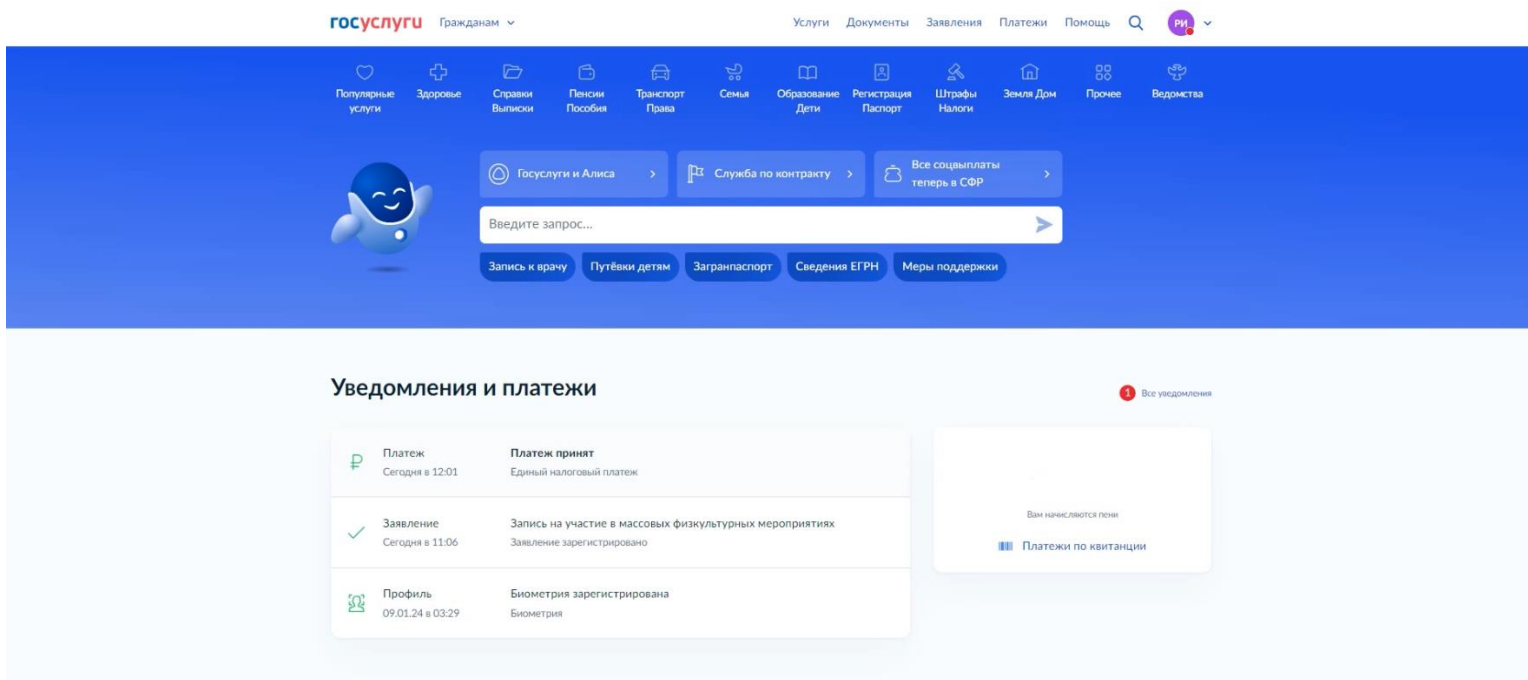 госуслуги Гражданам Услуги Документы Заявления Платежи Помощь РИ
Популярные услуги
Здоровье
Справки Выписки
Пенсии Пособия
Транспорт Права
Семья
Образование Дети
Регистрация Паспорт
Штрафы Налоги
Земля Дом
Прочее
Ведомства
Госуслуги и Алиса
Служба по контракту
Все соцвыплаты
теперь в СФР
Введите запрос...
Запись к врачу Путёвки детям Загранпаспорт Сведения ЕГРН Меры поддержки
Уведомления и платежи
1 Все уведомления
Платеж Платеж принят
Сегодня в 12:01 Единый налоговый платеж
Заявление Запись на участие в массовых физкультурных мероприятиях
Сегодня в 11:06 Заявление зарегистрировано
Профиль Биометрия зарегистрирована
09.01.24 в 03:29 Биометрия
Вам начисляются пени
Платежи по квитанции